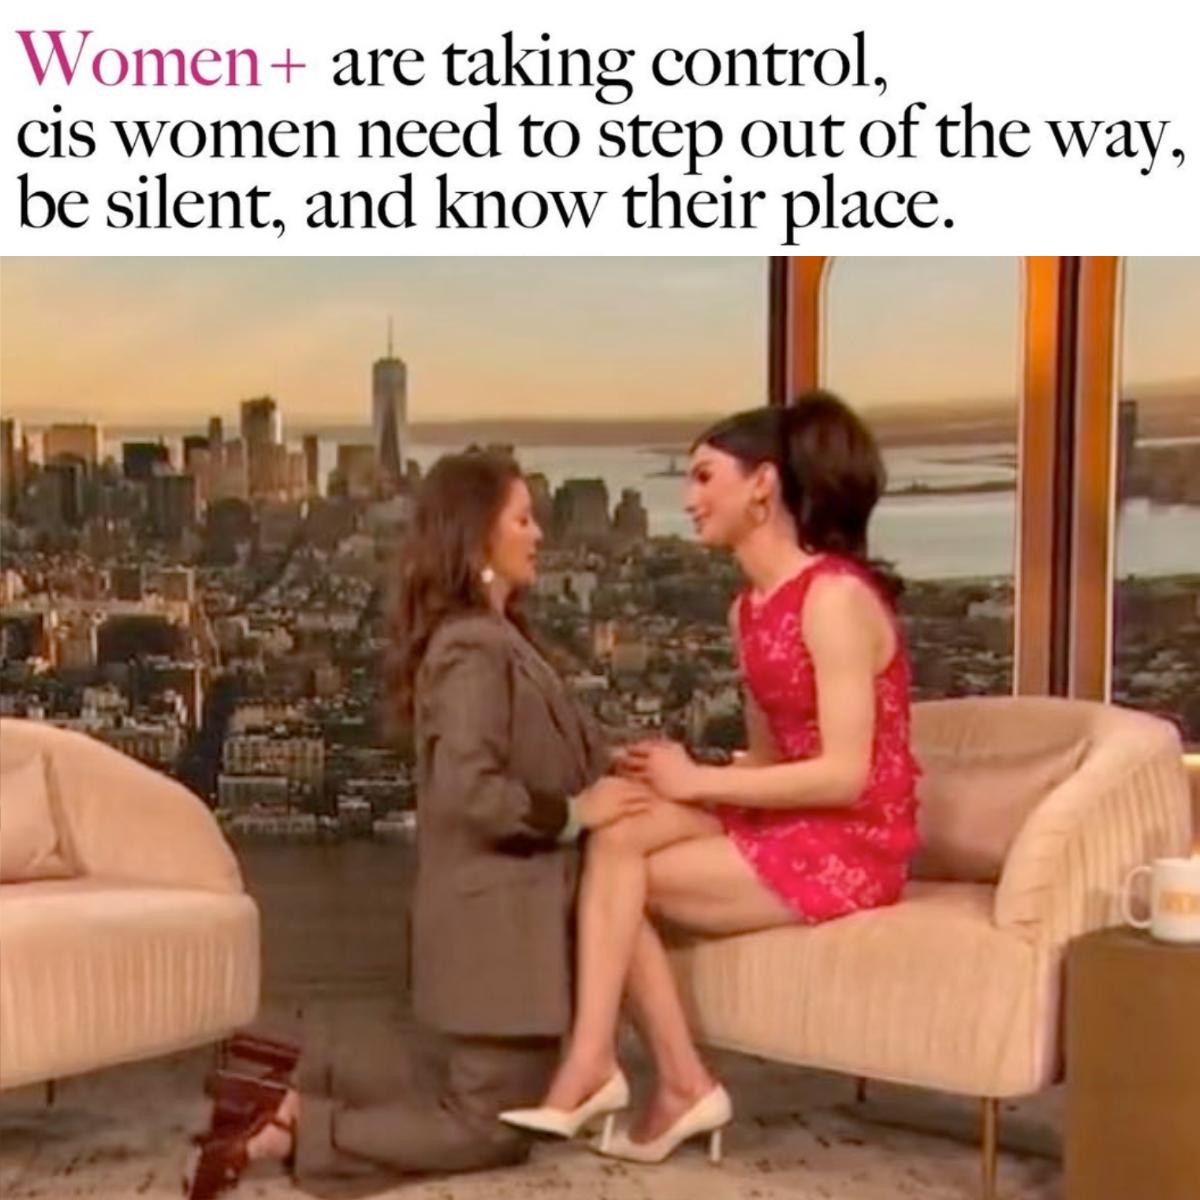 Women+ are taking control,
cis women need to step out of the way,
be silent, and know their place.